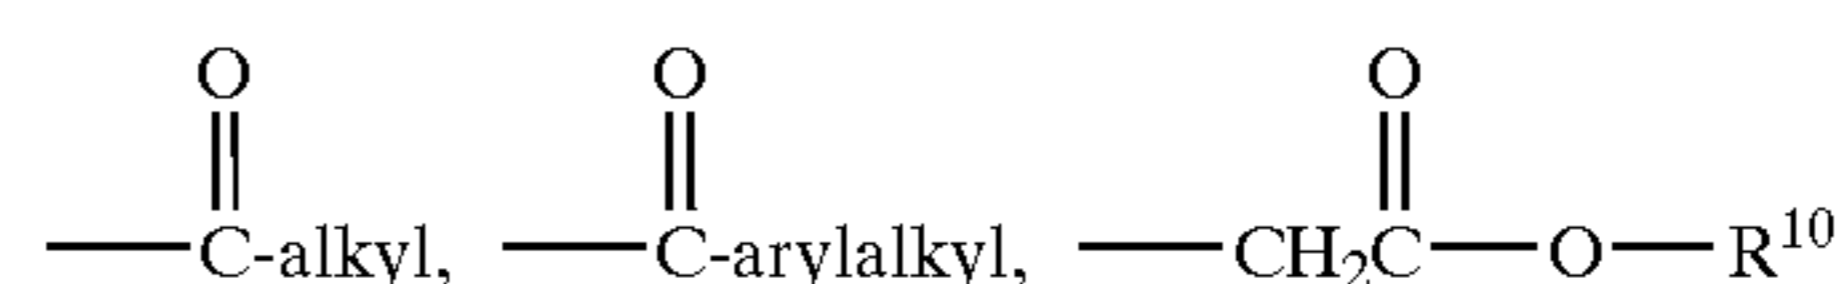 O O O
C-alkyl, C-arylalkyl, CH₂C O R¹⁰